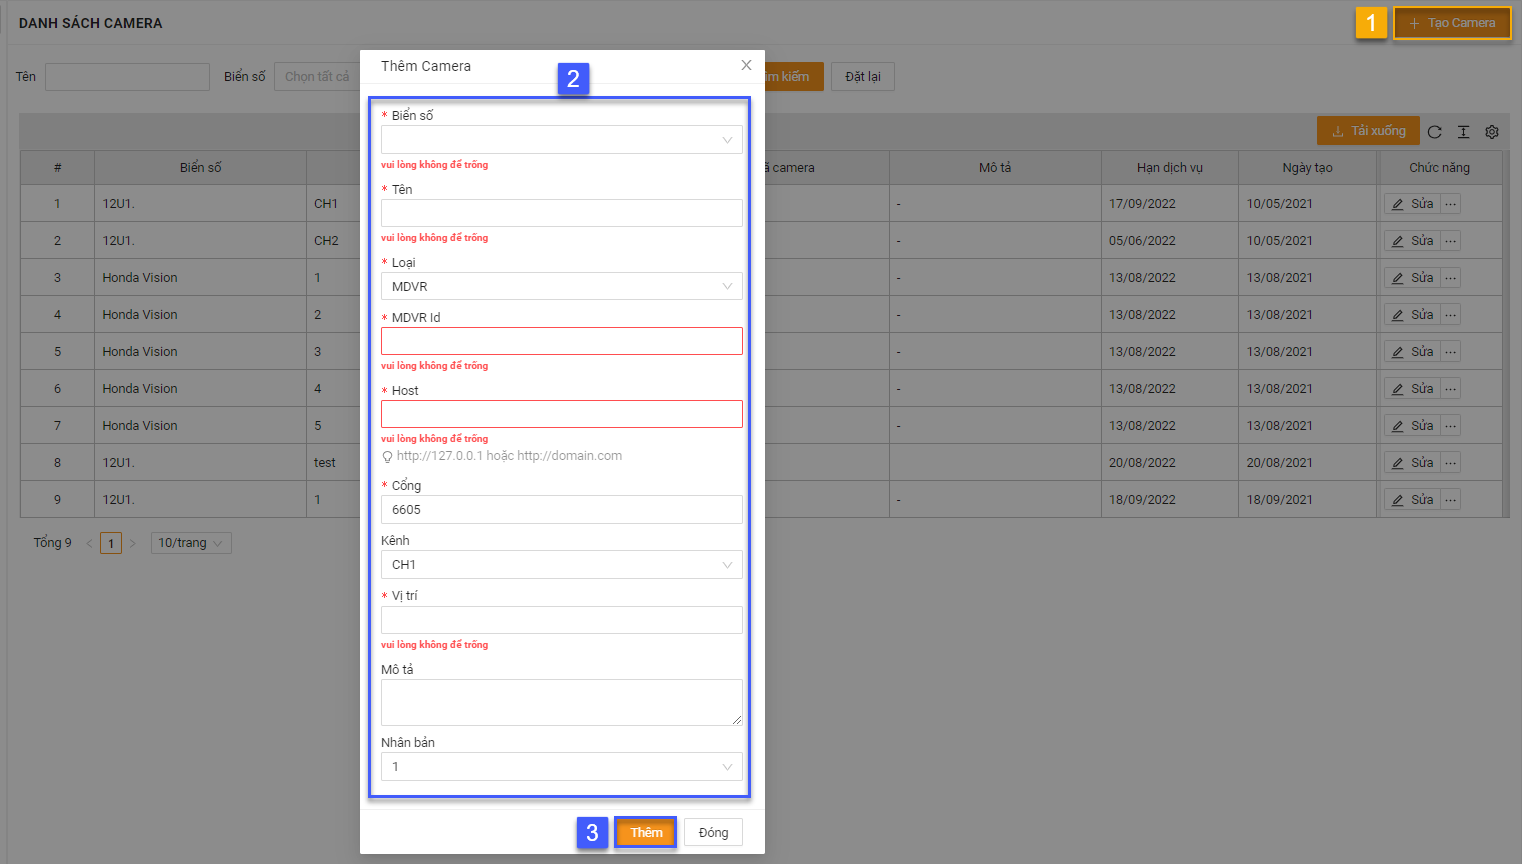 DANH SÁCH CAMERA
1
Tạo Camera
Tên
Biển số
Chọn tất cả
kiếm
Đặt lại
Thêm Camera
2
Tải xuống
# Biển số camera Mô tả Hạn dịch vụ Ngày tạo Chức năng
1 12U1. CH1 - 17/09/2022 10/05/2021 Sửa ...
2 12U1. CH2 - 05/06/2022 10/05/2021 Sửa ...
3 Honda Vision 1 - 13/08/2022 13/08/2021 Sửa ...
4 Honda Vision 2 - 13/08/2022 13/08/2021 Sửa ...
5 Honda Vision 3 - 13/08/2022 13/08/2021 Sửa ...
6 Honda Vision 4 - 13/08/2022 13/08/2021 Sửa ...
7 Honda Vision 5 - 13/08/2022 13/08/2021 Sửa ...
8 12U1. test 20/08/2022 20/08/2021 Sửa ...
9 12U1. 1 - 18/09/2022 18/09/2021 Sửa ...
Tổng 9 < 1 > 10/trang
* Biển số
vui lòng không để trống
* Tên
vui lòng không để trống
* Loại
MDVR
* MDVR Id
vui lòng không để trống
* Host
vui lòng không để trống
http://127.0.0.1 hoặc http://domain.com
* Cổng
6605
Kênh
CH1
* Vị trí
vui lòng không để trống
Mô tả
Nhân bản
1
3
Thêm
Đóng